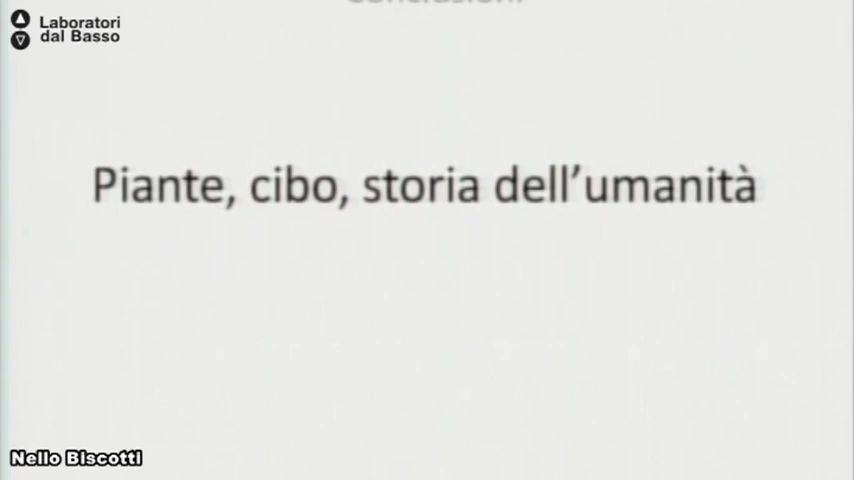 Laboratori
dal Basso
Piante, cibo, storia dell'umanità
Nello Biscotti